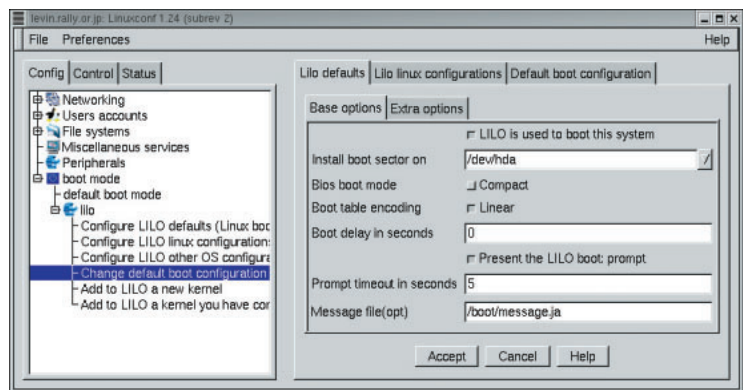 levin.rally.or.jp: Linuxconf 1.24 (subrev 2)
File Preferences Help
Config Control Status
Networking
Users accounts
File systems
Miscellaneous services
Peripherals
boot mode
default boot mode
lilo
Configure LILO defaults (Linux boc
Configure LILO linux configuration:
Configure LILO other OS configura
Change default boot configuration
Add to LILO a new kernel
Add to LILO a kernel you have cor
Lilo defaults Lilo linux configurations Default boot configuration
Base options Extra options
LILO is used to boot this system
Install boot sector on /dev/hda
Bios boot mode Compact
Boot table encoding Linear
Boot delay in seconds 0
Present the LILO boot: prompt
Prompt timeout in seconds 5
Message file(opt) /boot/message.ja
Accept Cancel Help